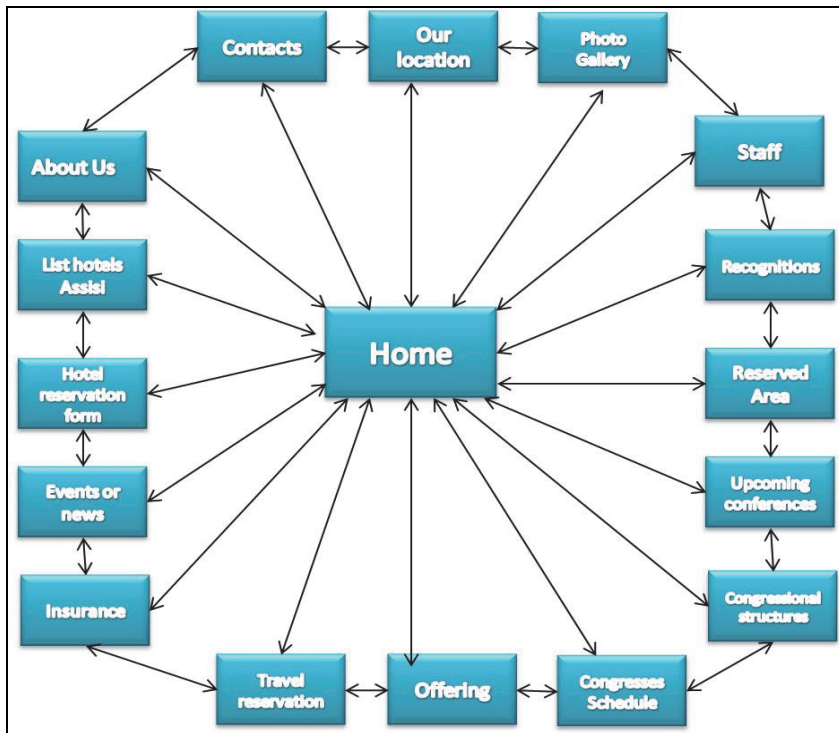 Contacts
Our
location
Photo
Gallery
About Us
Staff
List hotels
Assisi
Recognitions
Home
Hotel
reservation
form
Reserved
Area
Events or
news
Upcoming
conferences
Insurance
Congressional
structures
Travel
reservation
Offering
Congresses
Schedule